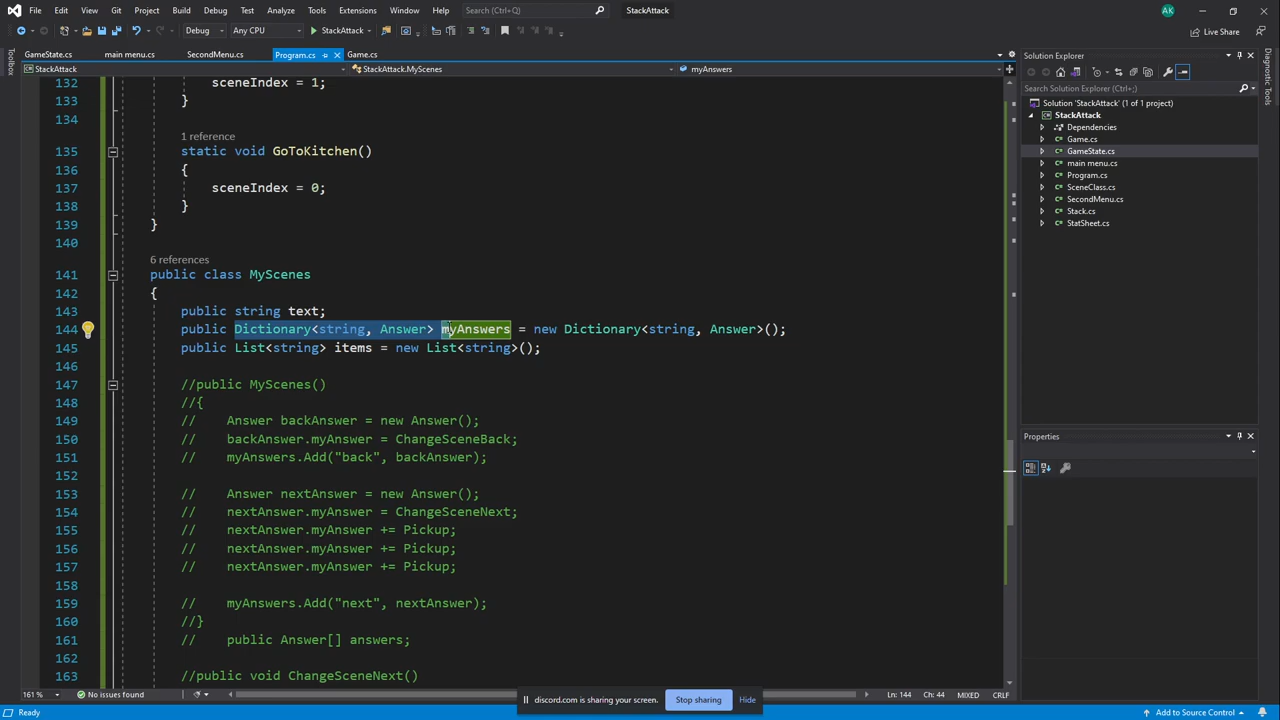 File Edit View Git Project Build Debug Test Analyze Tools Extensions Window Help Search (Ctrl+Q) StackAttack AK
Debug Any CPU StackAttack Live Share
GameState.cs main menu.cs SecondMenu.cs Program.cs Game.cs
StackAttack StackAttack.MyScenes myAnswers
Toolbox
132 sceneIndex = 1;
133 }
134
1 reference
135 static void GoToKitchen()
136 {
137 sceneIndex = 0;
138 }
139 }
140
6 references
141 public class MyScenes
142 {
143 public string text;
144 public Dictionary<string, Answer> myAnswers = new Dictionary<string, Answer>();
145 public List<string> items = new List<string>();
146
147 //public MyScenes()
148 //{
149 // Answer backAnswer = new Answer();
150 // backAnswer.myAnswer = ChangeSceneBack;
151 // myAnswers.Add("back", backAnswer);
152
153 // Answer nextAnswer = new Answer();
154 // nextAnswer.myAnswer = ChangeSceneNext;
155 // nextAnswer.myAnswer += Pickup;
156 // nextAnswer.myAnswer += Pickup;
157 // nextAnswer.myAnswer += Pickup;
158
159 // myAnswers.Add("next", nextAnswer);
160 //}
161 // public Answer[] answers;
162
163 //public void ChangeSceneNext()
161 % No issues found Ln: 144 Ch: 44 MIXED CRLF
discord.com is sharing your screen. Stop sharing Hide
Ready Add to Source Control
Solution Explorer
Search Solution Explorer (Ctrl+;)
Solution 'StackAttack' (1 of 1 project)
StackAttack
Dependencies
Game.cs
GameState.cs
main menu.cs
Program.cs
SceneClass.cs
SecondMenu.cs
Stack.cs
StatSheet.cs
Properties
Diagnostic Tools